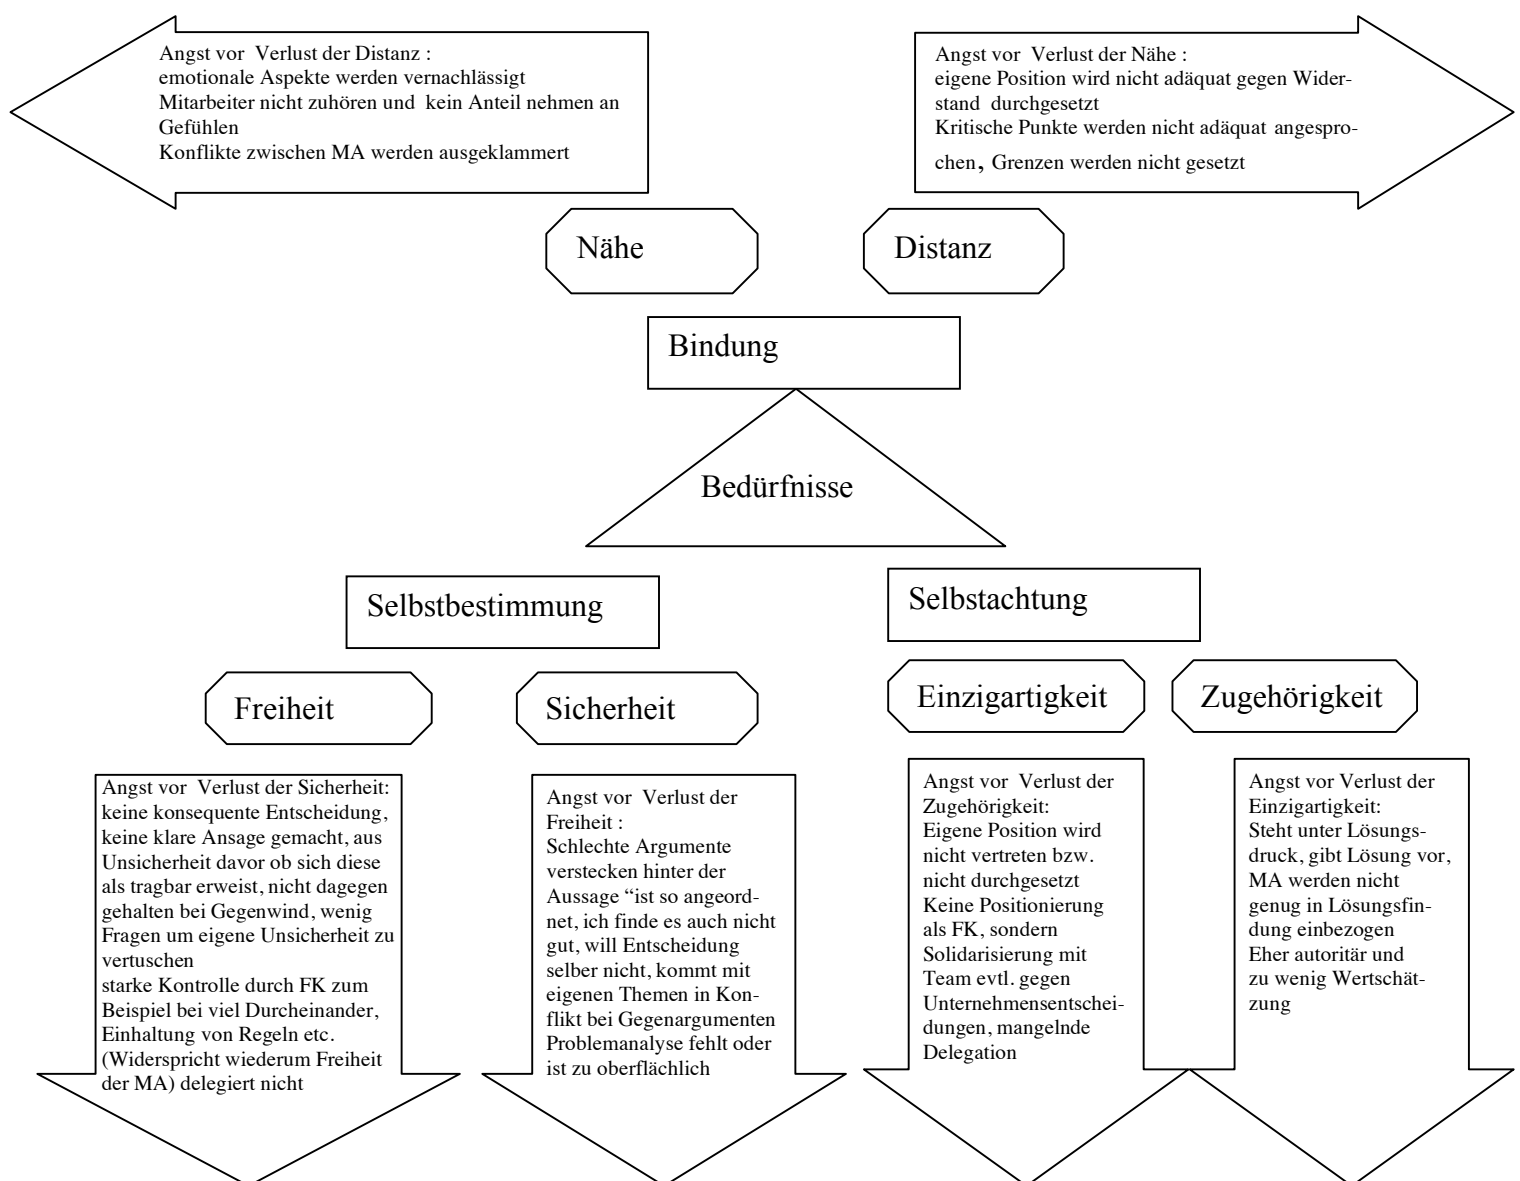 Angst vor  Verlust der Distanz :
emotionale Aspekte werden vernachlässigt
Mitarbeiter nicht zuhören und  kein Anteil nehmen an
Gefühlen
Konflikte zwischen MA werden ausgeklammert
Angst vor  Verlust der Nähe :
eigene Position wird nicht adäquat gegen Wider-
stand  durchgesetzt
Kritische Punkte werden nicht adäquat angespro-
chen, Grenzen werden nicht gesetzt
Nähe
Distanz
Bindung
Bedürfnisse
Selbstbestimmung
Selbstachtung
Freiheit
Sicherheit
Einzigartigkeit
Zugehörigkeit
Angst vor  Verlust der Sicherheit:
keine konsequente Entscheidung,
keine klare Ansage gemacht, aus
Unsicherheit davor ob sich diese
als tragbar erweist, nicht dagegen
gehalten bei Gegenwind, wenig
Fragen um eigene Unsicherheit zu
vertuschen
starke Kontrolle durch FK zum
Beispiel bei viel Durcheinander,
Einhaltung von Regeln etc.
(Widerspricht wiederum Freiheit
der MA) delegiert nicht
Angst vor  Verlust der
Freiheit :
Schlechte Argumente
verstecken hinter der
Aussage “ist so angeord-
net, ich finde es auch nicht
gut, will Entscheidung
selber nicht, kommt mit
eigenen Themen in Kon-
flikt bei Gegenargumenten
Problemanalyse fehlt oder
ist zu oberflächlich
Angst vor  Verlust der
Zugehörigkeit:
Eigene Position wird
nicht vertreten bzw.
nicht durchgesetzt
Keine Positionierung
als FK, sondern
Solidarisierung mit
Team evtl. gegen
Unternehmensentschei-
dungen, mangelnde
Delegation
Angst vor Verlust der
Einzigartigkeit:
Steht unter Lösungs-
druck, gibt Lösung vor,
MA werden nicht
genug in Lösungsfin-
dung einbezogen
Eher autoritär und
zu wenig Wertschät-
zung